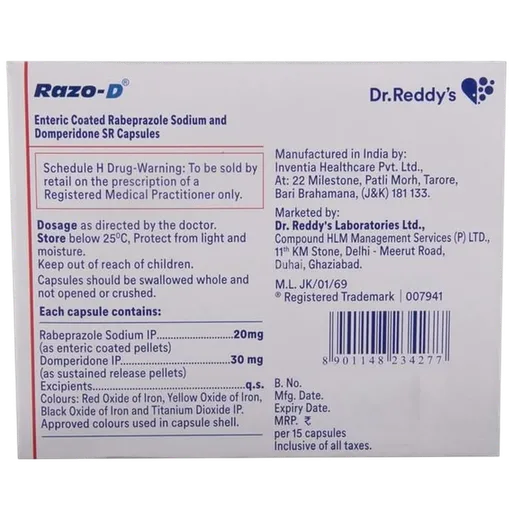 Razo-D®
Enteric Coated Rabeprazole Sodium and
Domperidone SR Capsules
Schedule H Drug-Warning: To be sold by
retail on the prescription of a
Registered Medical Practitioner only.
Dosage as directed by the doctor.
Store below 25°C, Protect from light and
moisture.
Keep out of reach of children.
Capsules should be swallowed whole and
not opened or crushed.
Each capsule contains:
Rabeprazole Sodium IP 20mg
(as enteric coated pellets)
Domperidone IP 30 mg
(as sustained release pellets)
Excipients q.s.
Colours: Red Oxide of Iron, Yellow Oxide of Iron,
Black Oxide of Iron and Titanium Dioxide IP.
Approved colours used in capsule shell.
Dr.Reddy's
Manufactured in India by:
Inventia Healthcare Pvt. Ltd.,
At: 22 Milestone, Patli Morh, Tarore,
Bari Brahamana, (J&K) 181 133.
Marketed by:
Dr. Reddy's Laboratories Ltd.,
Compound HLM Management Services (P) LTD.,
11th KM Stone, Delhi - Meerut Road,
Duhai, Ghaziabad.
M.L. JK/01/69
® Registered Trademark | 007941
8 901148 234277
B. No.
Mfg. Date.
Expiry Date.
MRP. ₹
per 15 capsules
Inclusive of all taxes.